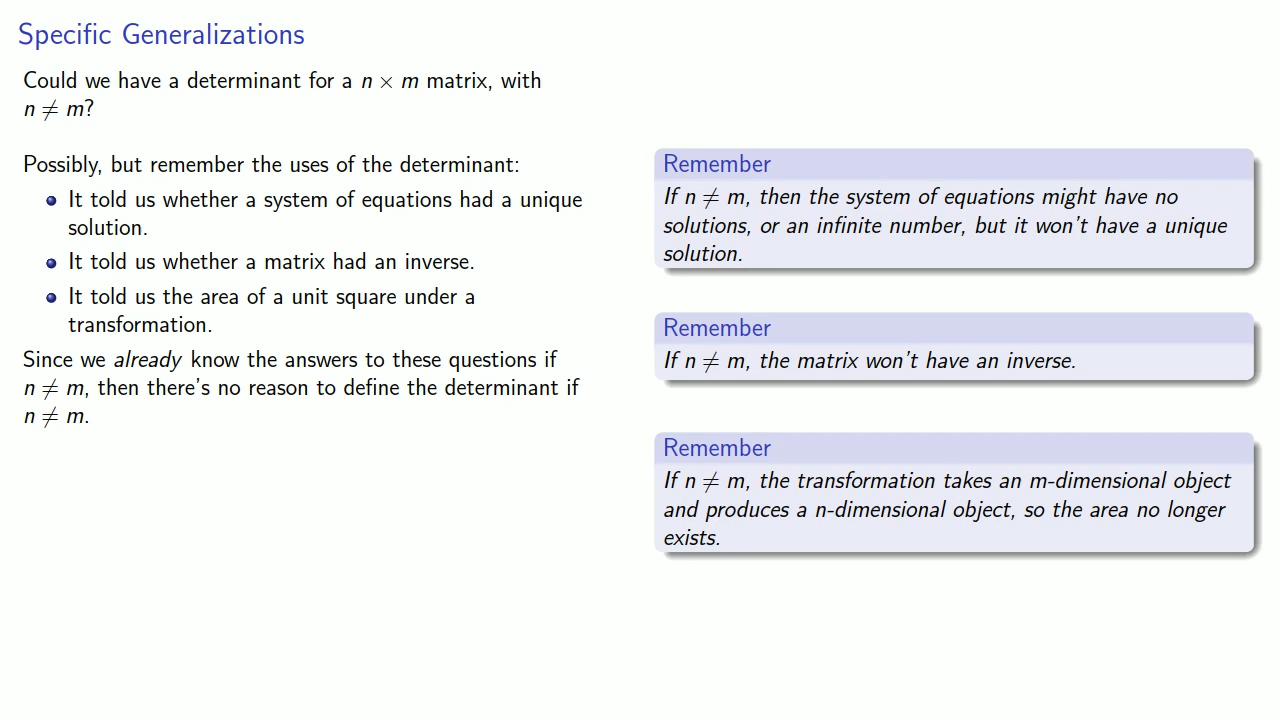 Specific Generalizations
Could we have a determinant for a n × m matrix, with
n ≠ m?
Possibly, but remember the uses of the determinant:
It told us whether a system of equations had a unique
solution.
It told us whether a matrix had an inverse.
It told us the area of a unit square under a
transformation.
Since we already know the answers to these questions if
n ≠ m, then there's no reason to define the determinant if
n ≠ m.
Remember
If n ≠ m, then the system of equations might have no
solutions, or an infinite number, but it won't have a unique
solution.
Remember
If n ≠ m, the matrix won't have an inverse.
Remember
If n ≠ m, the transformation takes an m-dimensional object
and produces a n-dimensional object, so the area no longer
exists.